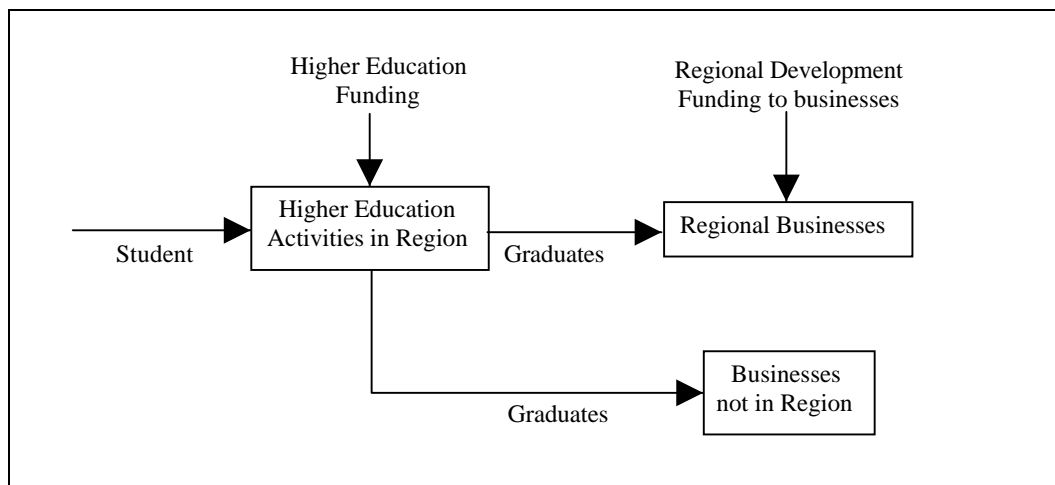 Higher Education
Funding
Regional Development
Funding to businesses
Higher Education
Activities in Region
Regional Businesses
Student
Graduates
Businesses
not in Region
Graduates